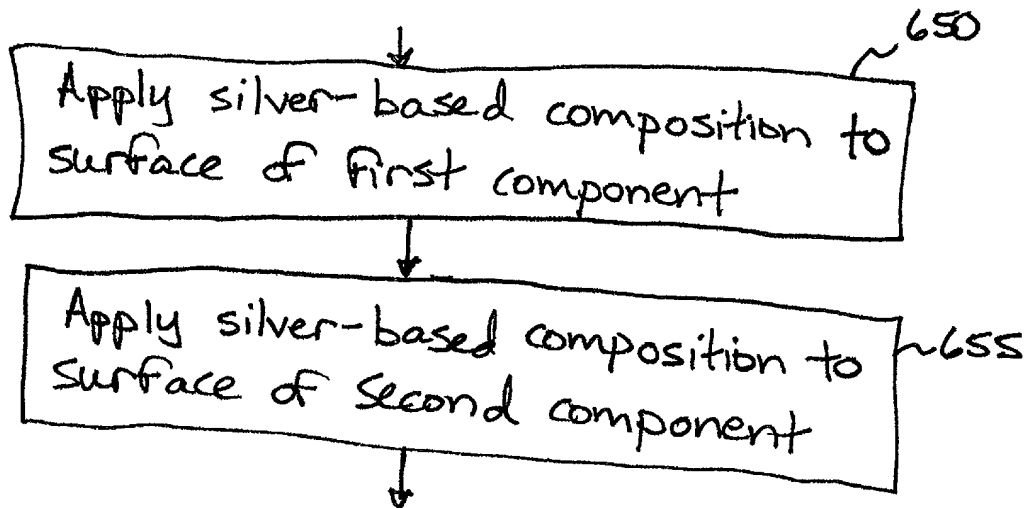 650
Apply silver-based composition to
surface of first component
Apply silver-based composition to
surface of second component
655